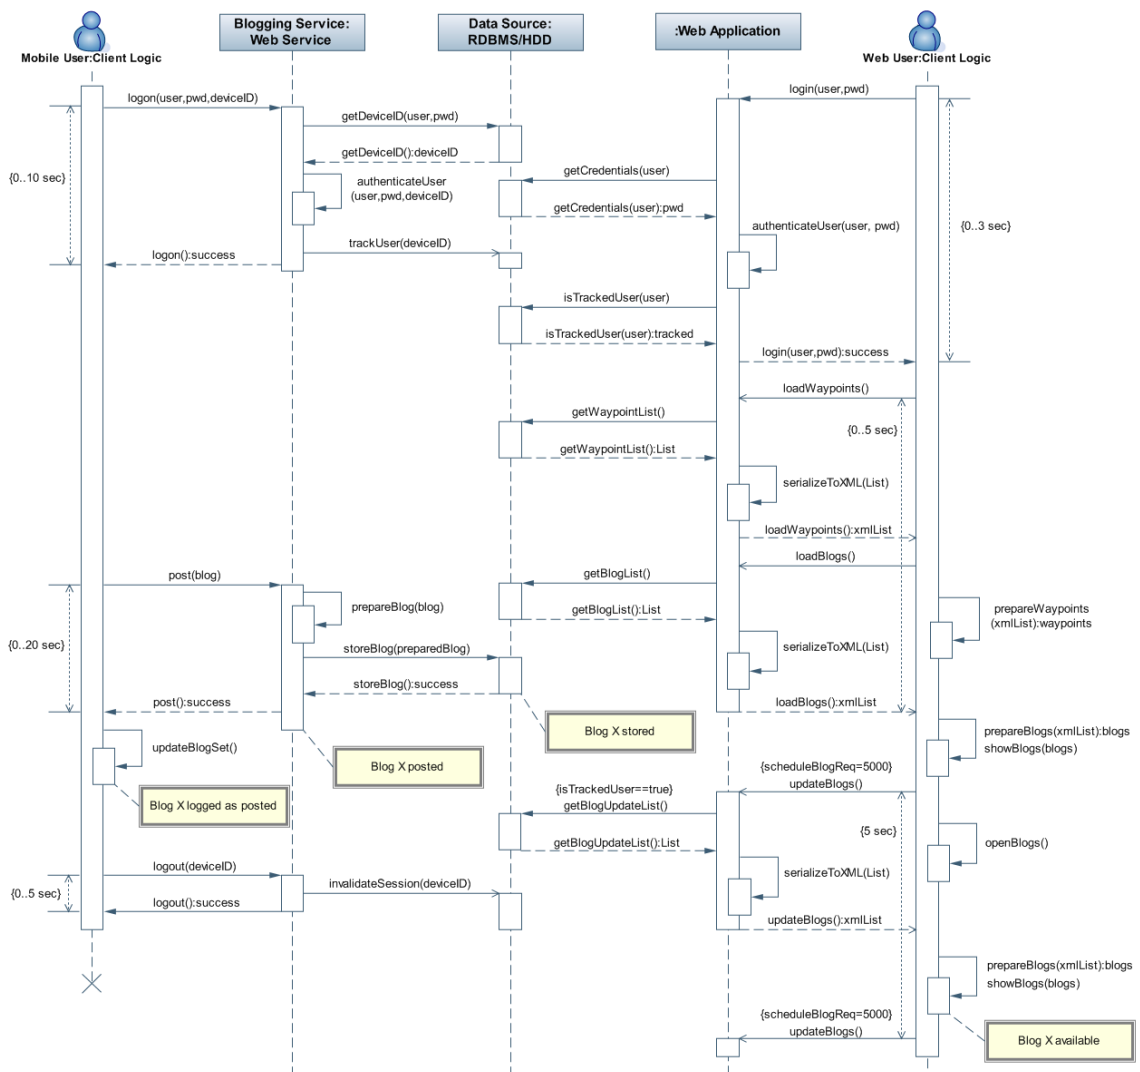 Blogging Service:
Web Service
Data Source:
RDBMS/HDD
:Web Application
Mobile User:Client Logic
Web User:Client Logic
logon(user,pwd,deviceID)
login(user,pwd)
getDeviceID(user,pwd)
getDeviceID():deviceID
getCredentials(user)
{0..10 sec}
authenticateUser
(user,pwd,deviceID)
getCredentials(user):pwd
authenticateUser(user, pwd)
{0..3 sec}
trackUser(deviceID)
logon():success
isTrackedUser(user)
isTrackedUser(user):tracked
login(user,pwd):success
loadWaypoints()
getWaypointList()
{0..5 sec}
getWaypointList():List
serializeToXML(List)
loadWaypoints():xmlList
loadBlogs()
post(blog)
getBlogList()
prepareBlog(blog)
getBlogList():List
prepareWaypoints
(xmlList):waypoints
{0..20 sec}
serializeToXML(List)
storeBlog(preparedBlog)
storeBlog():success
post():success
loadBlogs():xmlList
Blog X stored
prepareBlogs(xmlList):blogs
showBlogs(blogs)
updateBlogSet()
Blog X posted
{scheduleBlogReq=5000}
updateBlogs()
Blog X logged as posted
{isTrackedUser==true}
getBlogUpdateList()
{5 sec}
getBlogUpdateList():List
openBlogs()
logout(deviceID)
serializeToXML(List)
{0..5 sec}
invalidateSession(deviceID)
logout():success
updateBlogs():xmlList
prepareBlogs(xmlList):blogs
showBlogs(blogs)
{scheduleBlogReq=5000}
updateBlogs()
Blog X available